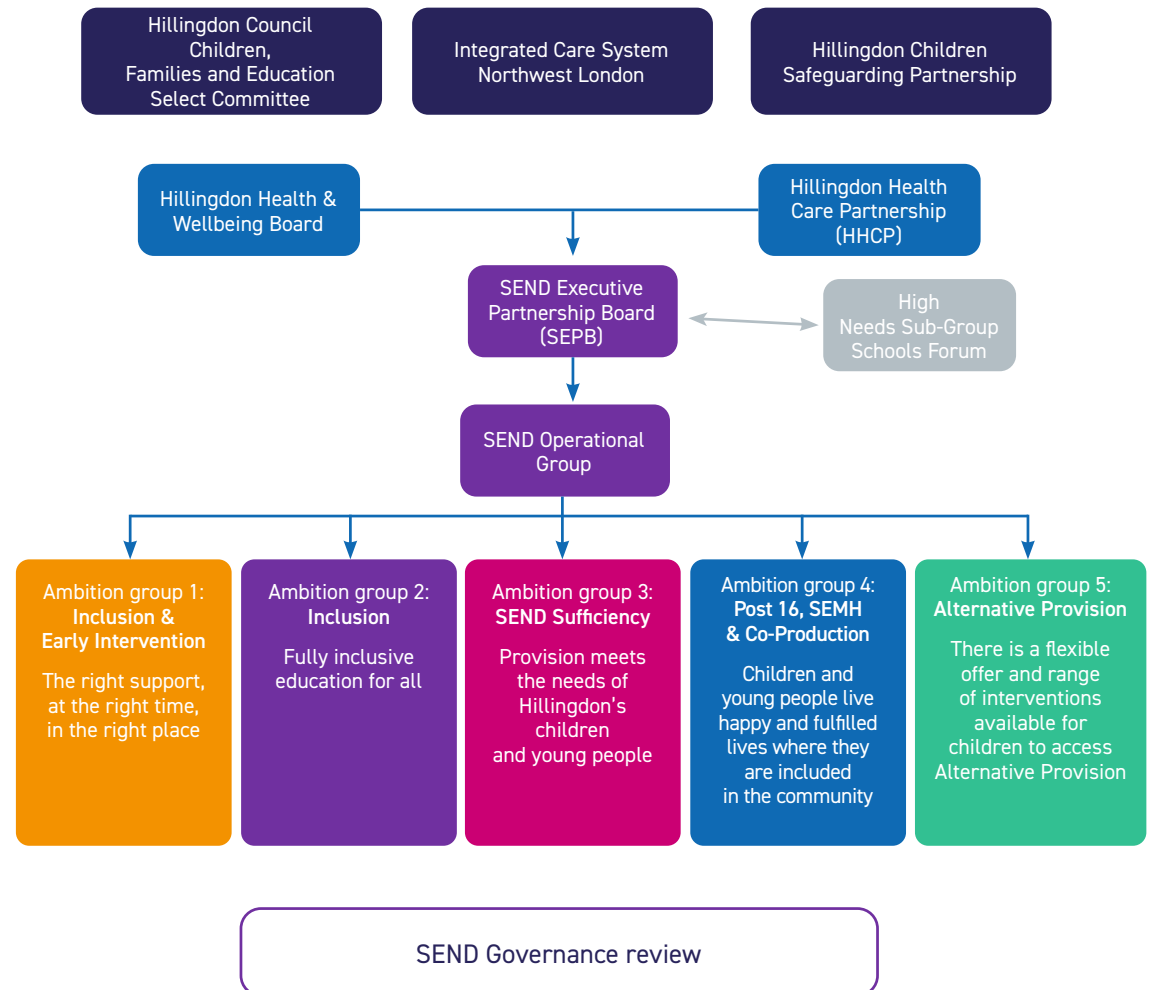 Hillingdon Council
Children,
Families and Education
Select Committee
Integrated Care System
Northwest London
Hillingdon Children
Safeguarding Partnership
Hillingdon Health &
Wellbeing Board
Hillingdon Health
Care Partnership
(HHCP)
SEND Executive
Partnership Board
(SEPB)
High
Needs Sub-Group
Schools Forum
SEND Operational
Group
Ambition group 1:
Inclusion &
Early Intervention
The right support,
at the right time,
in the right place
Ambition group 2:
Inclusion
Fully inclusive
education for all
Ambition group 3:
SEND Sufficiency
Provision meets
the needs of
Hillingdon’s
children
and young people
Ambition group 4:
Post 16, SEMH
& Co-Production
Children and
young people live
happy and fulfilled
lives where they
are included
in the community
Ambition group 5:
Alternative Provision
There is a flexible
offer and range
of interventions
available for
children to access
Alternative Provision
SEND Governance review